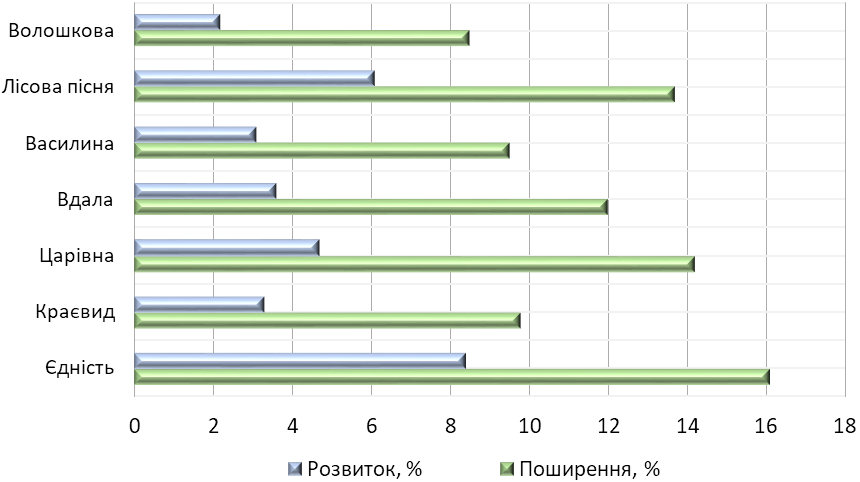 Волошкова
Лісова пісня
Василина
Вдала
Царівна
Краєвид
Єдність
0 2 4 6 8 10 12 14 16 18
Розвиток, % Поширення, %